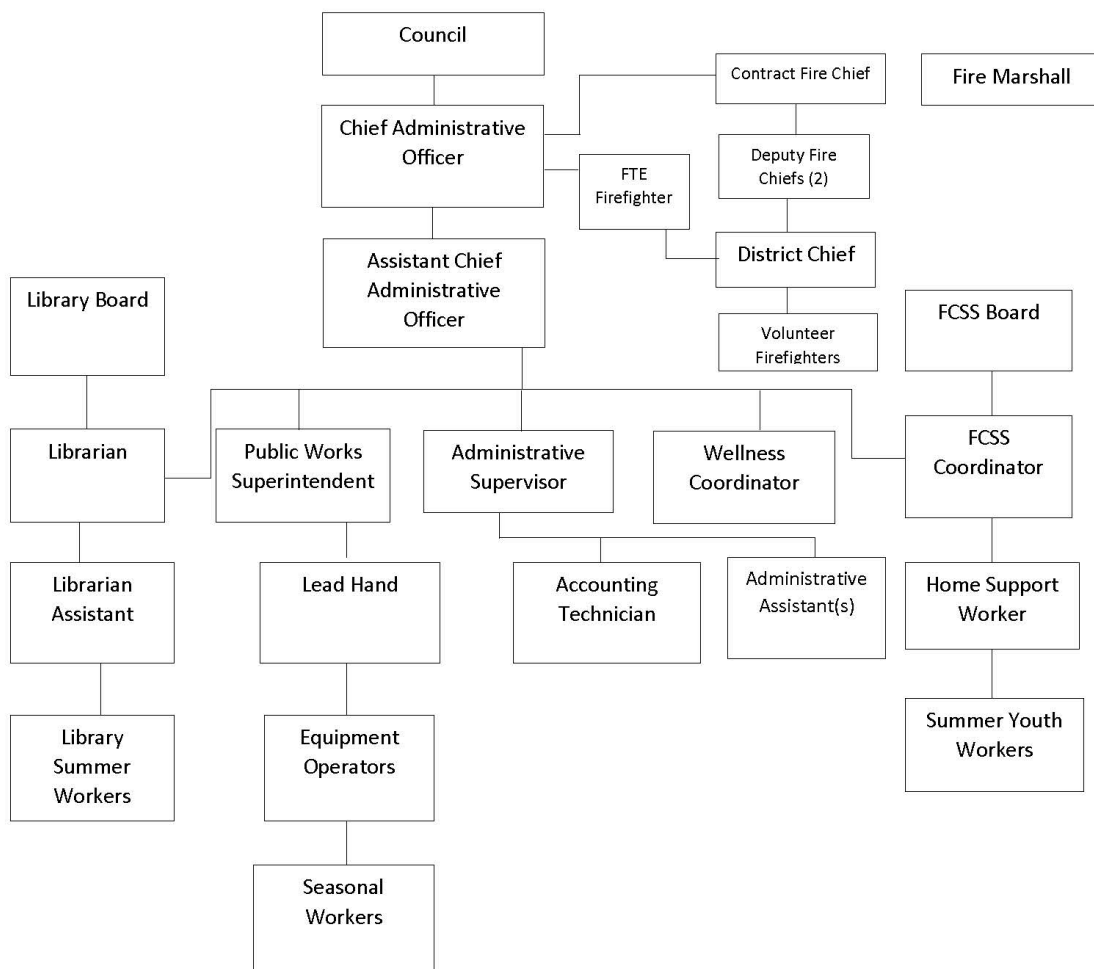 Council
Contract Fire Chief
Fire Marshall
Chief Administrative
Officer
Deputy Fire
Chiefs (2)
FTE
Firefighter
District Chief
Assistant Chief
Administrative
Officer
Library Board
FCSS Board
Volunteer
Firefighters
Librarian
Public Works
Superintendent
Administrative
Supervisor
Wellness
Coordinator
FCSS
Coordinator
Librarian
Assistant
Lead Hand
Accounting
Technician
Administrative
Assistant(s)
Home Support
Worker
Library
Summer
Workers
Equipment
Operators
Summer Youth
Workers
Seasonal
Workers